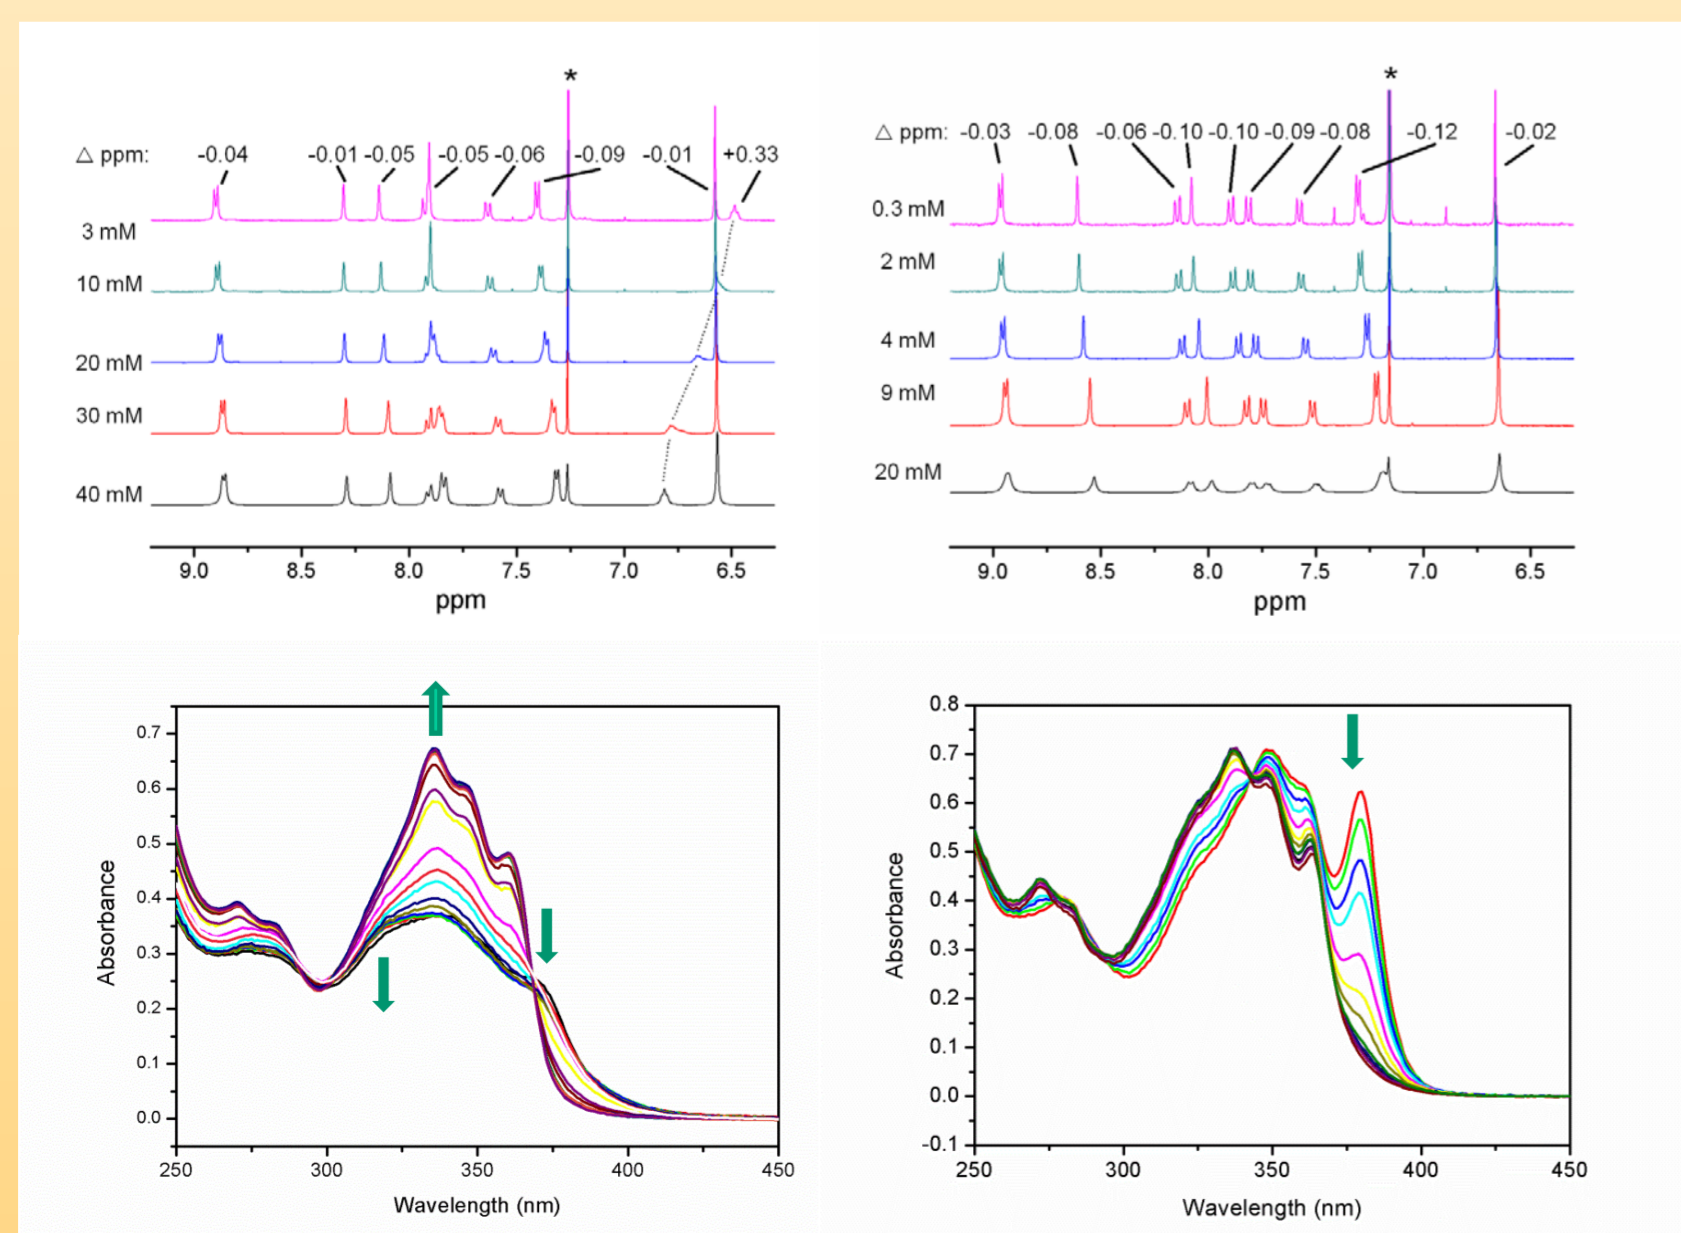 *
△ ppm: -0.04 -0.01 -0.05 -0.05 -0.06 -0.09 -0.01 +0.33
3 mM
10 mM
20 mM
30 mM
40 mM
9.0 8.5 8.0 7.5 7.0 6.5
ppm
*
△ ppm: -0.03 -0.08 -0.06 -0.10 -0.10 -0.09 -0.08 -0.12 -0.02
0.3 mM
2 mM
4 mM
9 mM
20 mM
9.0 8.5 8.0 7.5 7.0 6.5
ppm
Absorbance
0.7
0.6
0.5
0.4
0.3
0.2
0.1
0.0
250 300 350 400 450
Wavelength (nm)
Absorbance
0.8
0.7
0.6
0.5
0.4
0.3
0.2
0.1
0.0
-0.1
250 300 350 400 450
Wavelength (nm)